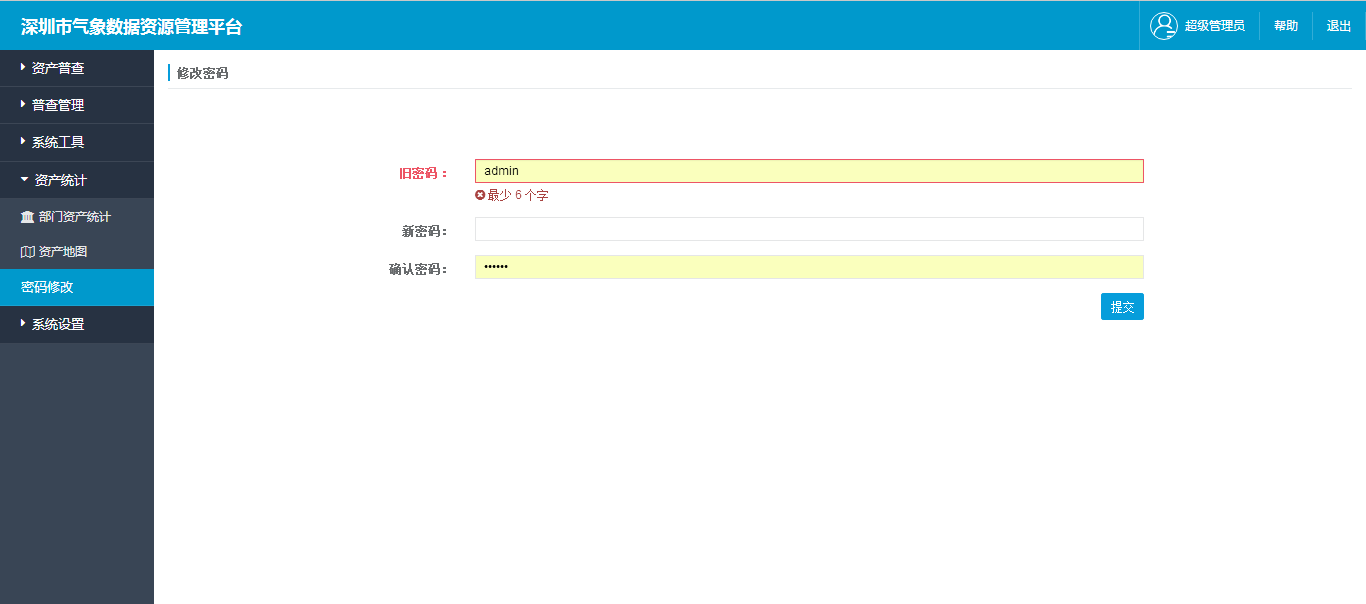 深圳市气象数据资源管理平台
超级管理员
帮助
退出
资产普查
普查管理
系统工具
资产统计
部门资产统计
资产地图
密码修改
系统设置
修改密码
旧密码：
admin
最少 6 个字
新密码：
确认密码：
••••••
提交